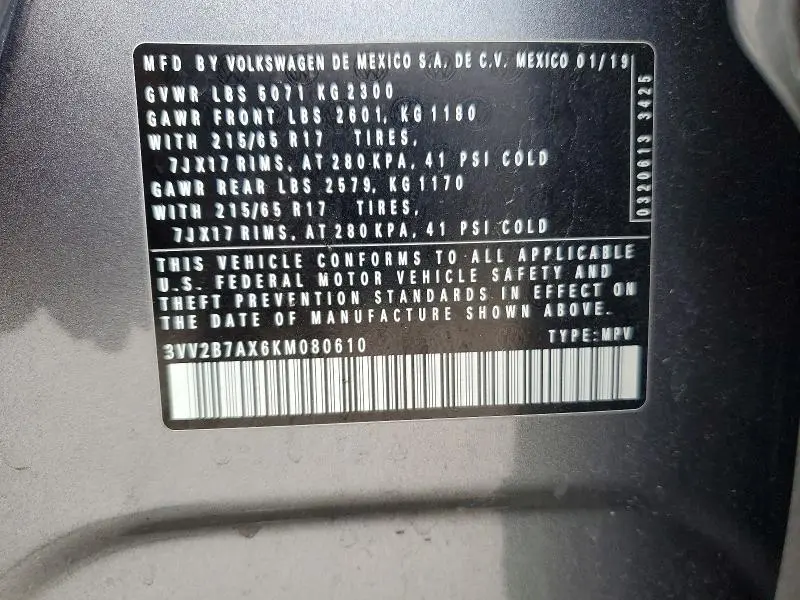 MFD BY VOLKSWAGEN DE MEXICO S.A. DE C.V. MEXICO 01/19
GVWR LBS 5071 KG 2300
GAWR FRONT LBS 2601, KG 1180
WITH 215/65 R17 TIRES,
7JX17 RIMS, AT 280 KPA, 41 PSI COLD
GAWR REAR LBS 2579, KG 1170
WITH 215/65 R17 TIRES,
7JX17 RIMS, AT 280 KPA, 41 PSI COLD
0320613 3425
THIS VEHICLE CONFORMS TO ALL APPLICABLE
U.S. FEDERAL MOTOR VEHICLE SAFETY AND
THEFT PREVENTION STANDARDS IN EFFECT ON
THE DATE OF MANUFACTURE SHOWN ABOVE.
3VV2B7AX6KM080610 TYPE:MPV